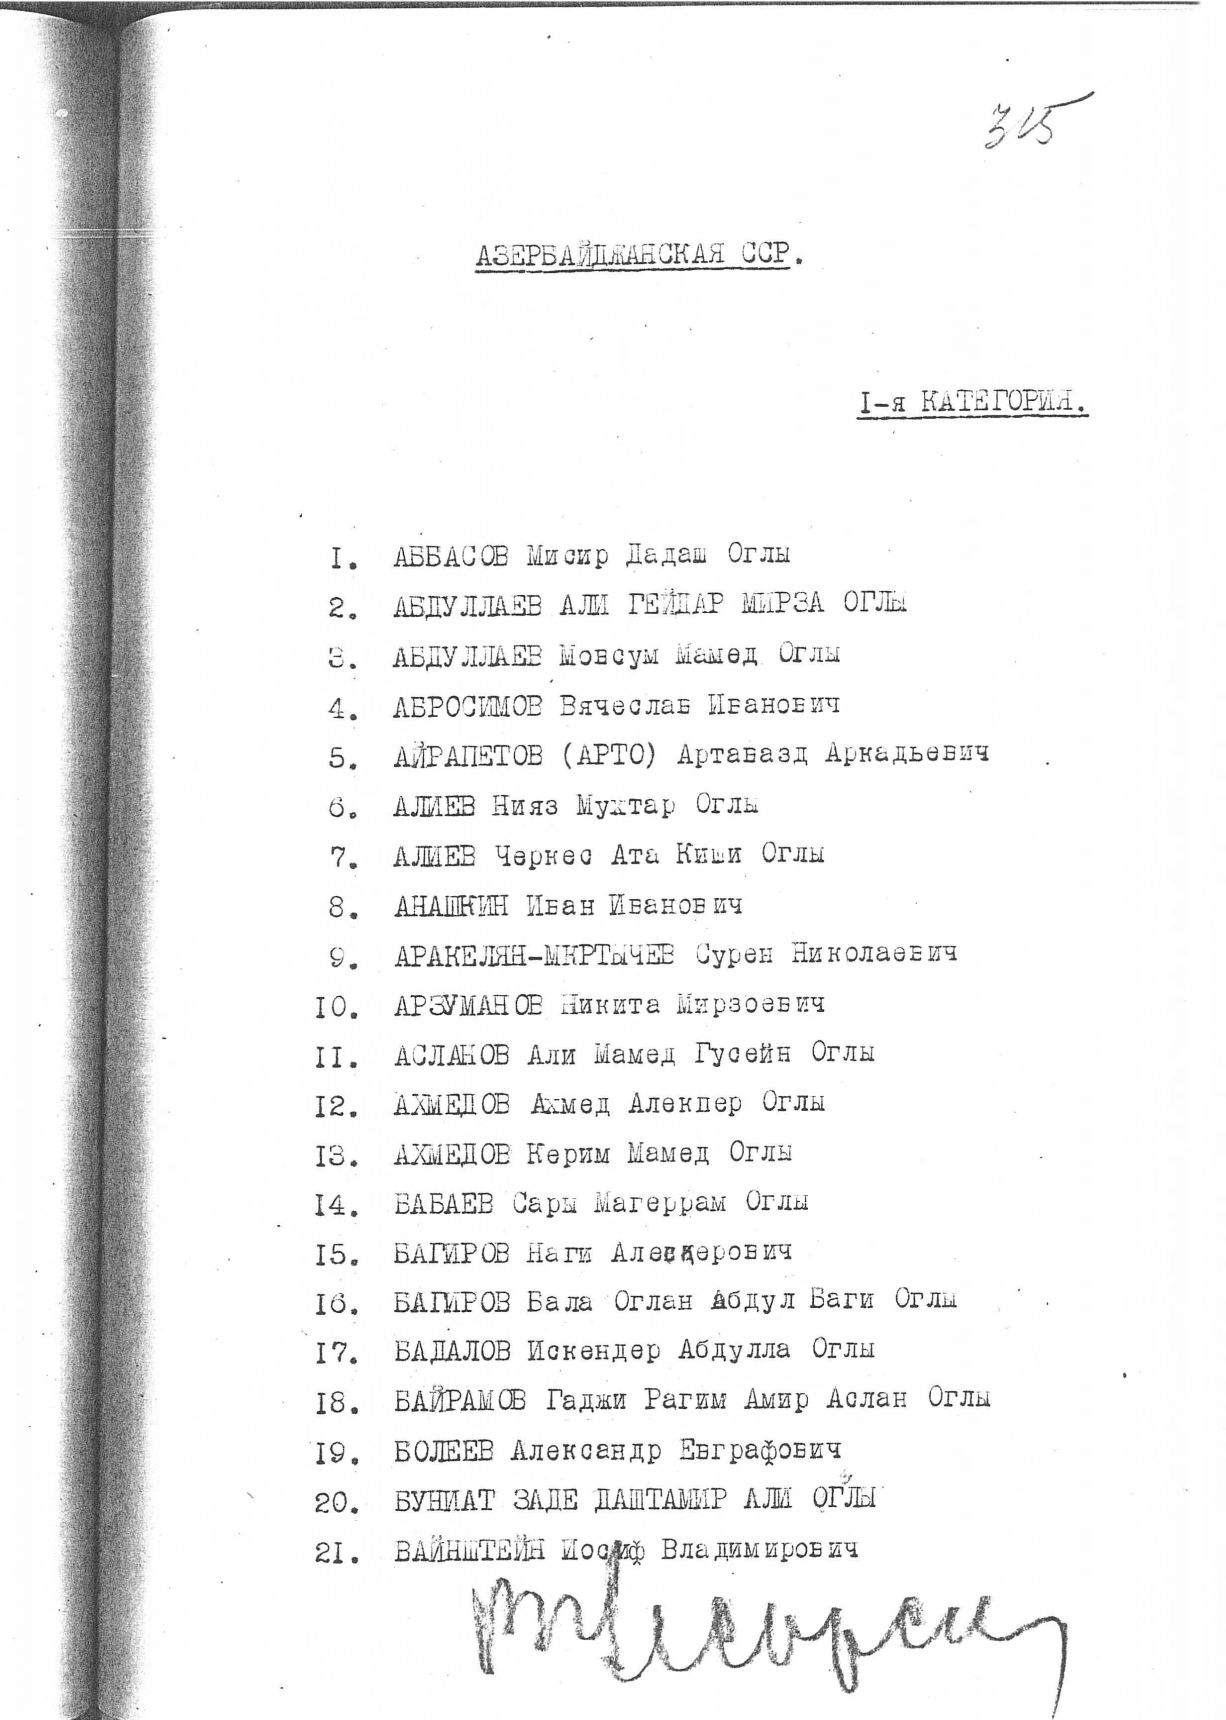 315
АЗЕРБАЙДЖАНСКАЯ ССР.
I-я КАТЕГОРИЯ.
I. АББАСОВ Мисир Дадаш Оглы
2. АБДУЛЛАЕВ АЛИ ГЕЙДАР МИРЗА ОГЛЫ
3. АБДУЛЛАЕВ Мовсум Мамед Оглы
4. АБРОСИМОВ Вячеслав Иванович
5. АЙРАПЕТОВ (АРТО) Артавазд Аркадьевич
6. АЛИЕВ Нияз Мухтар Оглы
7. АЛИЕВ Черкес Ата Киши Оглы
8. АНАШКИН Иван Иванович
9. АРАКЕЛЯН-МКРТЫЧЕВ Сурен Николаевич
I0. АРЗУМАНОВ Никита Мирзоевич
II. АСЛАНОВ Али Мамед Гусейн Оглы
I2. АХМЕДОВ Ахмед Алекпер Оглы
I3. АХМЕДОВ Керим Мамед Оглы
I4. БАБАЕВ Сары Магеррам Оглы
I5. БАГИРОВ Наги Алескерович
I6. БАГИРОВ Бала Оглан Абдул Баги Оглы
I7. БАДАЛОВ Искендер Абдулла Оглы
I8. БАЙРАМОВ Гаджи Рагим Амир Аслан Оглы
I9. БОЛЕЕВ Александр Евграфович
20. БУНИАТ ЗАДЕ ДАШТАМИР АЛИ ОГЛЫ
2I. ВАЙНШТЕЙН Иосиф Владимирович